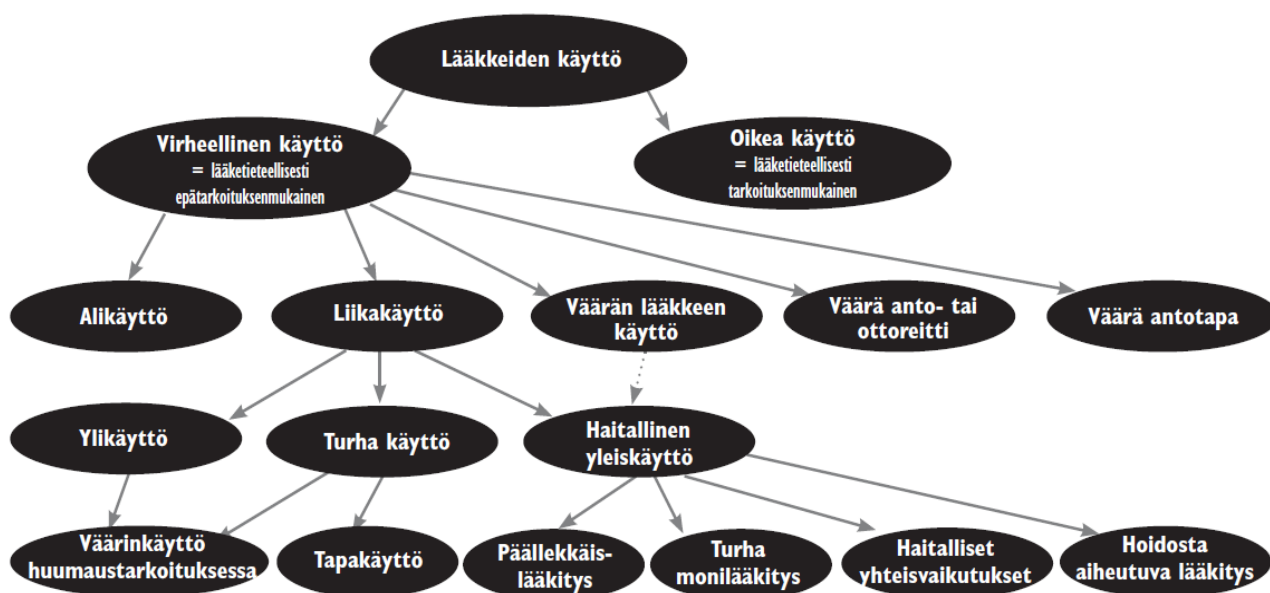 Lääkkeiden käyttö
Virheellinen käyttö
= lääketieteellisesti
epätarkoituksenmukainen
Oikea käyttö
= lääketieteellisesti
tarkoituksenmukainen
Alikäyttö
Liikakäyttö
Väärän lääkkeen
käyttö
Väärä anto- tai
ottoreitti
Väärä antotapa
Ylikäyttö
Turha käyttö
Haitallinen
yleiskäyttö
Väärinkäyttö
huumaustarkoituksessa
Tapakäyttö
Päällekkäis-
lääkitys
Turha
monilääkitys
Haitalliset
yhteisvaikutukset
Hoidosta
aiheutuva lääkitys